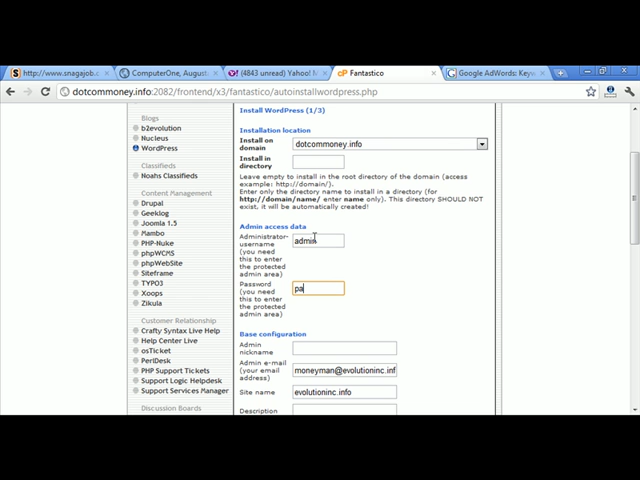 http://www.snagajob.c
ComputerOne, August
(4843 unread) Yahoo! M
cP Fantastico
Google AdWords: Keyw
dotcommoney.info:2082/frontend/x3/fantastico/autoinstallwordpress.php
Blogs
b2evolution
Nucleus
WordPress
Classifieds
Noahs Classifieds
Content Management
Drupal
Geeklog
Joomla 1.5
Mambo
PHP-Nuke
phpWCMS
phpWebSite
Siteframe
TYPO3
Xoops
Zikula
Customer Relationship
Crafty Syntax Live Help
Help Center Live
osTicket
PerlDesk
PHP Support Tickets
Support Logic Helpdesk
Support Services Manager
Discussion Boards
Install WordPress (1/3)
Installation location
Install on
domain
dotcommoney.info
Install in
directory
Leave empty to install in the root directory of the domain (access
example: http://domain/).
Enter only the directory name to install in a directory (for
http://domain/name/ enter name only). This directory SHOULD NOT
exist, it will be automatically created!
Admin access data
Administrator-
username
(you need
this to enter
the protected
admin area)
admin
Password (you
need this to
enter the
protected
admin area)
pa
Base configuration
Admin
nickname
Admin e-mail
(your email
address)
moneyman@evolutioninc.inf
Site name
evolutioninc.info
Description